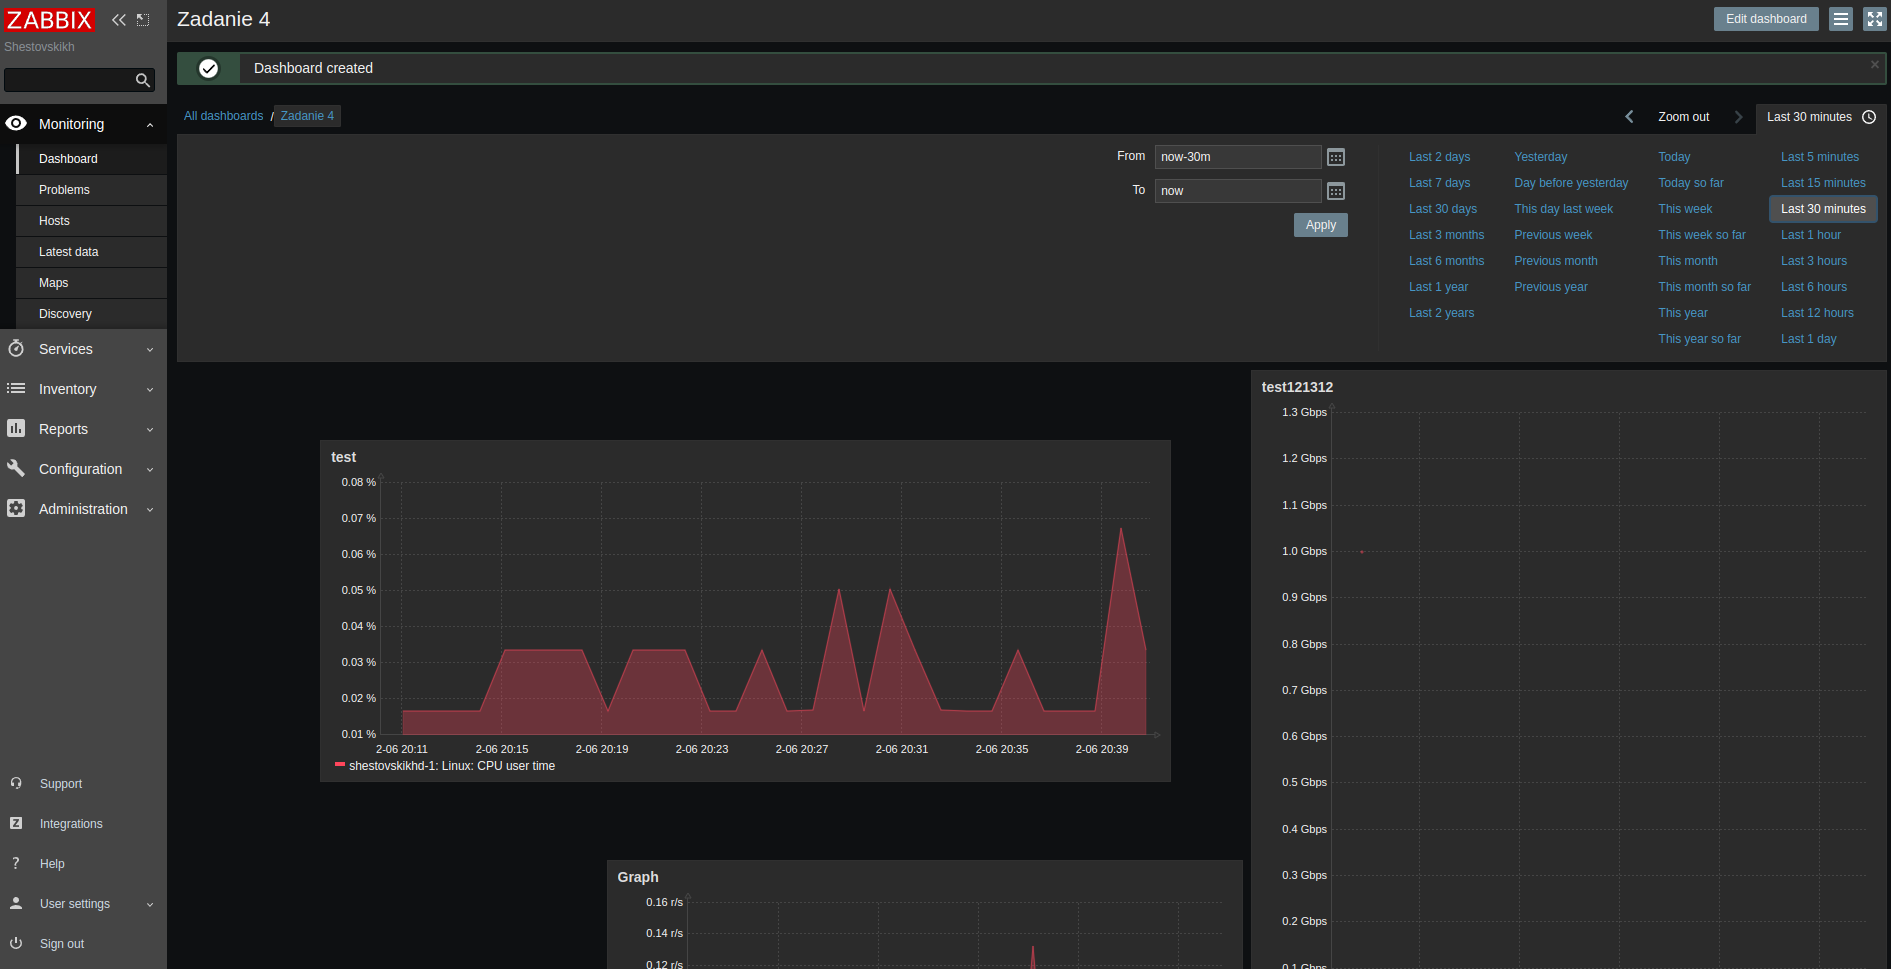 ZABBIX
Shestovskikh
Monitoring
Dashboard
Problems
Hosts
Latest data
Maps
Discovery
Services
Inventory
Reports
Configuration
Administration
Support
Integrations
Help
User settings
Sign out
Zadanie 4
Edit dashboard
Dashboard created
All dashboards / Zadanie 4
Zoom out
Last 30 minutes
From now-30m
To now
Apply
Last 2 days Yesterday Today Last 5 minutes
Last 7 days Day before yesterday Today so far Last 15 minutes
Last 30 days This day last week This week Last 30 minutes
Last 3 months Previous week This week so far Last 1 hour
Last 6 months Previous month This month Last 3 hours
Last 1 year Previous year This month so far Last 6 hours
Last 2 years This year Last 12 hours
This year so far Last 1 day
test
0.08 %
0.07 %
0.06 %
0.05 %
0.04 %
0.03 %
0.02 %
0.01 %
2-06 20:11 2-06 20:15 2-06 20:19 2-06 20:23 2-06 20:27 2-06 20:31 2-06 20:35 2-06 20:39
shestovskikhd-1: Linux: CPU user time
test121312
1.3 Gbps
1.2 Gbps
1.1 Gbps
1.0 Gbps
0.9 Gbps
0.8 Gbps
0.7 Gbps
0.6 Gbps
0.5 Gbps
0.4 Gbps
0.3 Gbps
0.2 Gbps
0.1 Gbps
Graph
0.16 r/s
0.14 r/s
0.12 r/s